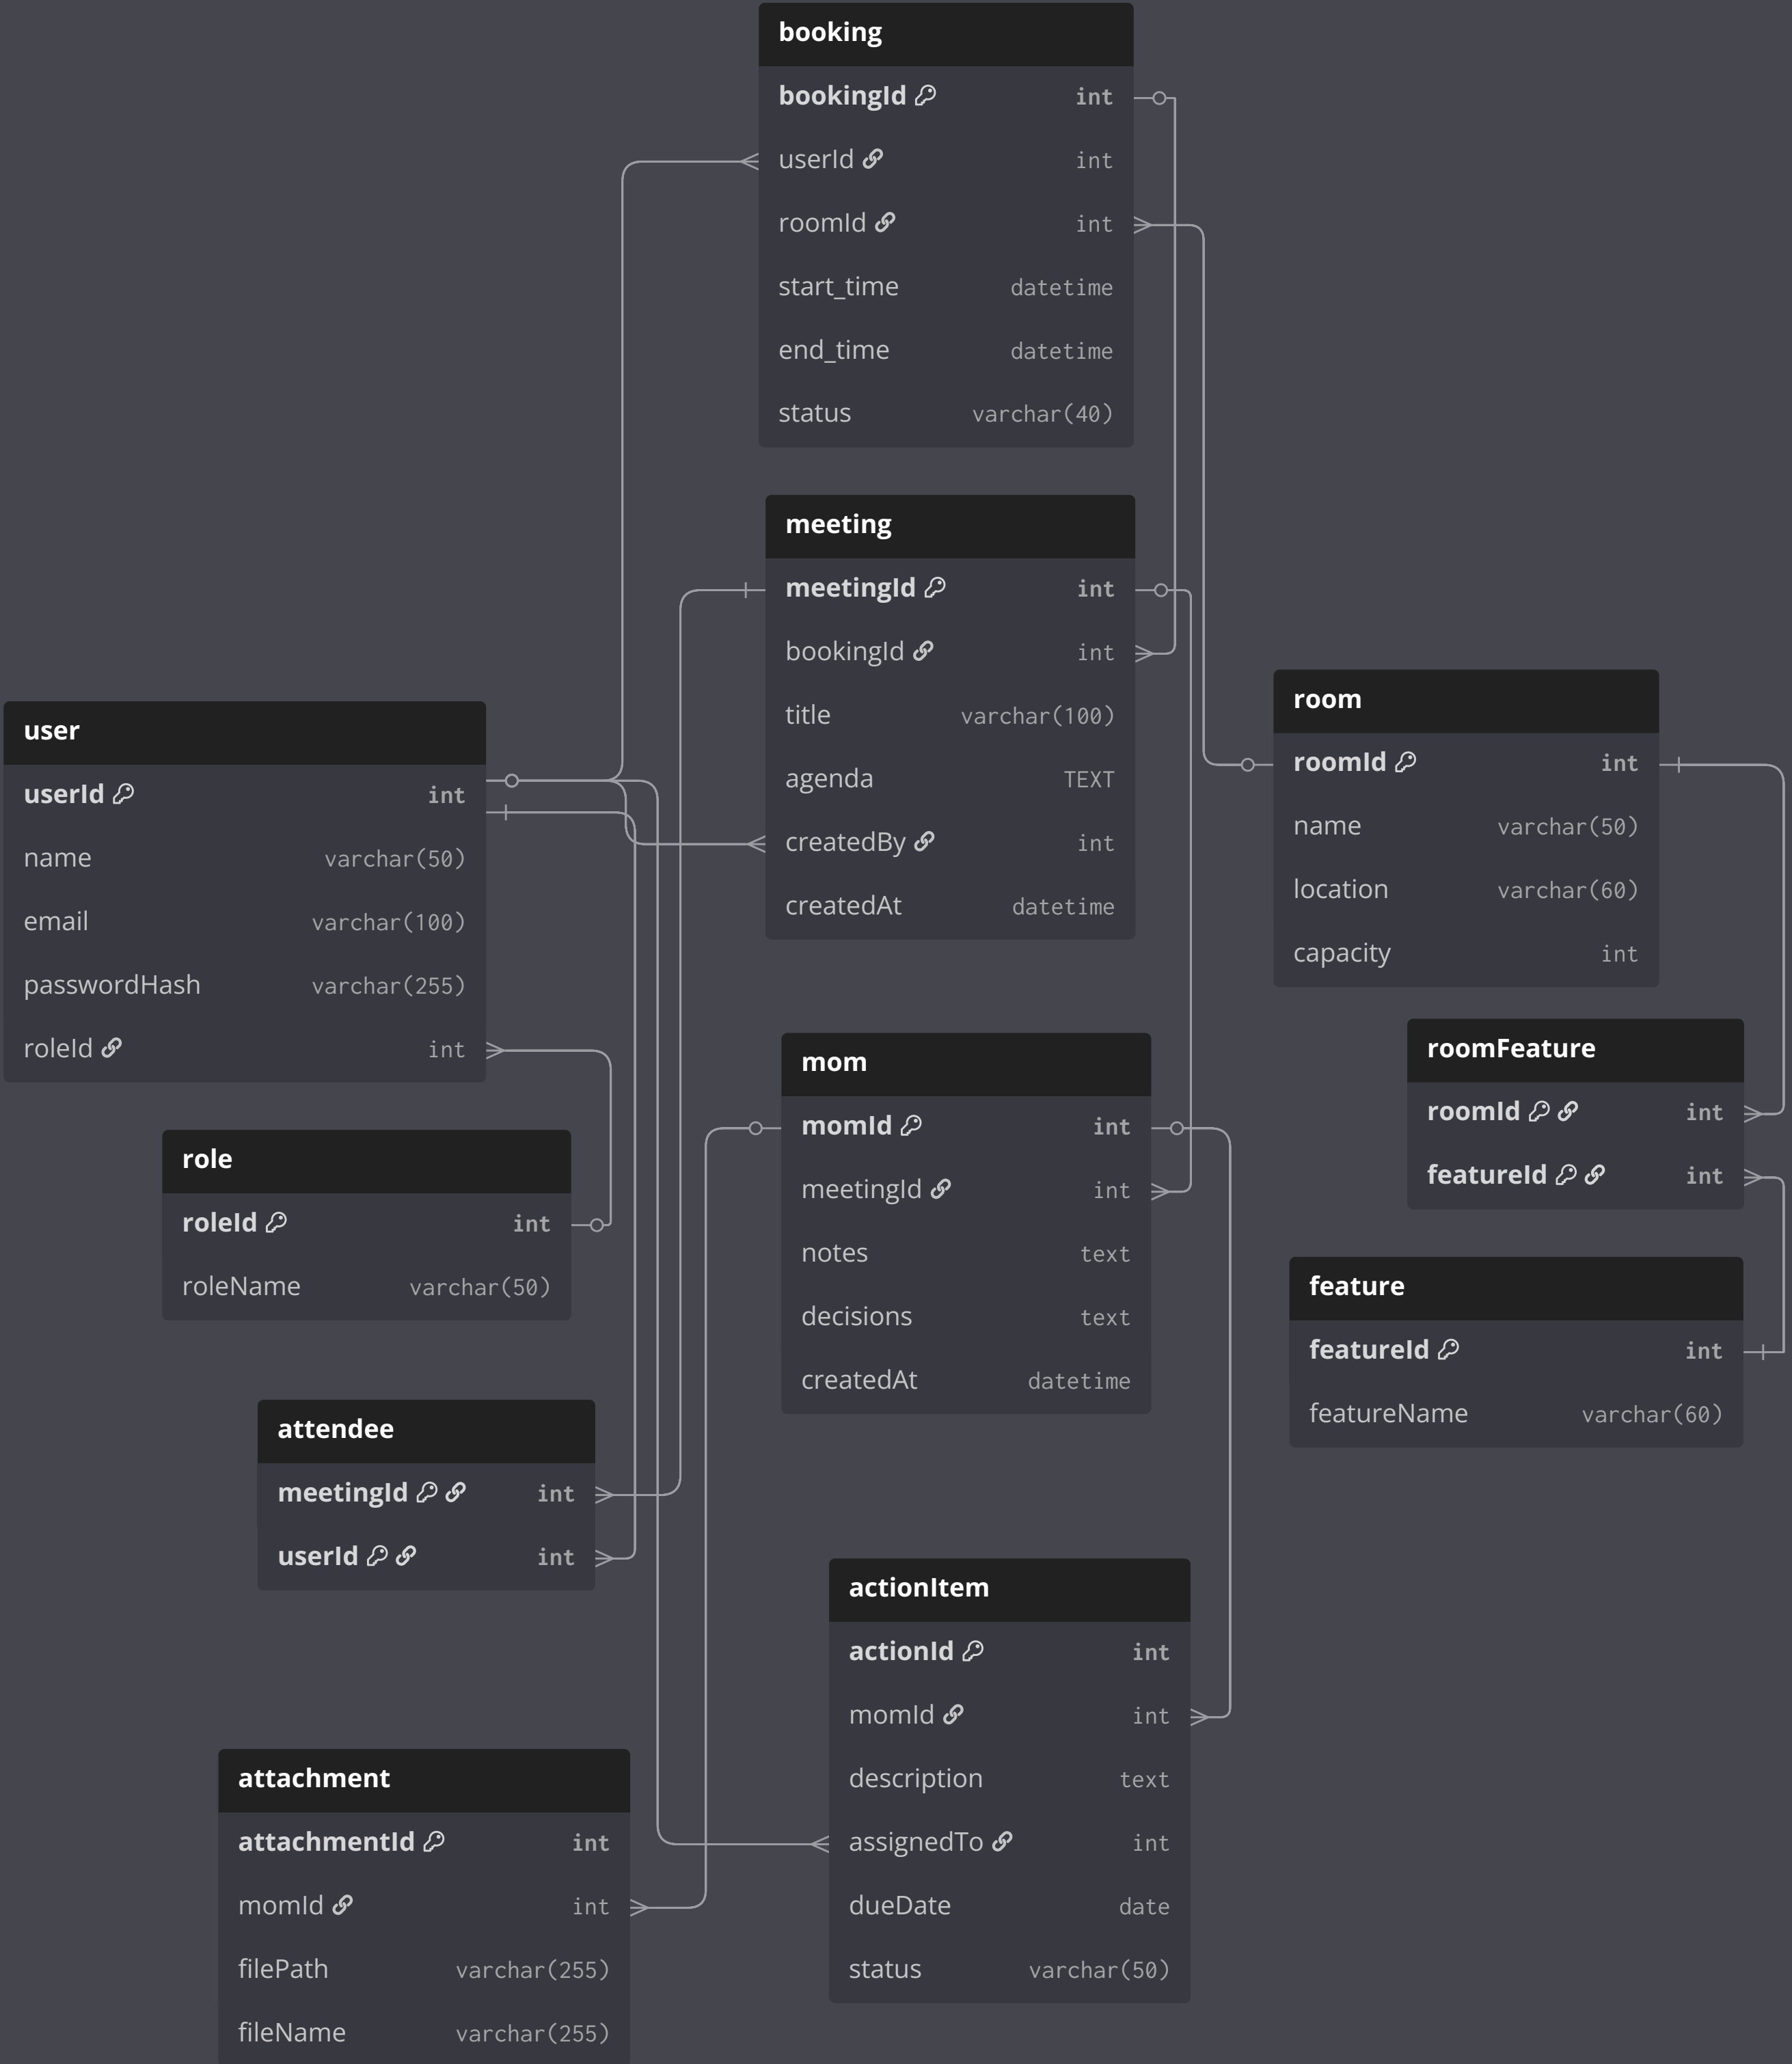 booking
bookingId int
userId int
roomId int
start_time datetime
end_time datetime
status varchar(40)
meeting
meetingId int
bookingId int
title varchar(100)
agenda TEXT
createdBy int
createdAt datetime
room
roomId int
name varchar(50)
location varchar(60)
capacity int
user
userId int
name varchar(50)
email varchar(100)
passwordHash varchar(255)
roleId int
roomFeature
roomId int
featureId int
mom
momId int
meetingId int
notes text
decisions text
createdAt datetime
role
roleId int
roleName varchar(50)
feature
featureId int
featureName varchar(60)
attendee
meetingId int
userId int
actionItem
actionId int
momId int
description text
assignedTo int
dueDate date
status varchar(50)
attachment
attachmentId int
momId int
filePath varchar(255)
fileName varchar(255)